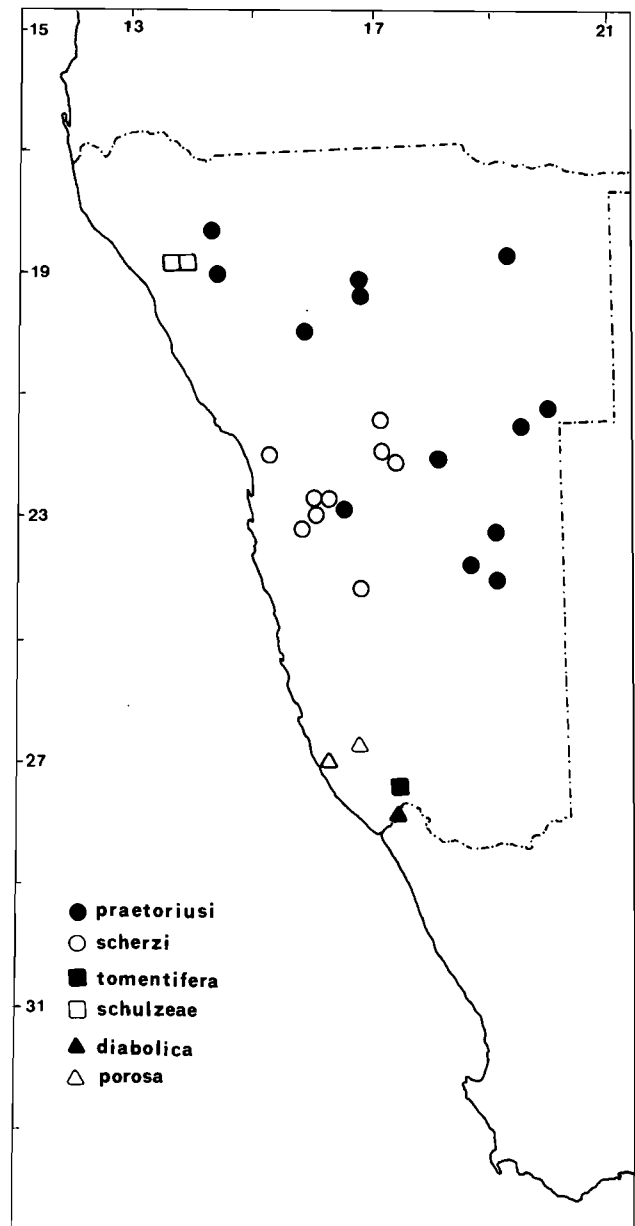 15
13
17
21
19
23
27
31
praetoriusi
scherzi
tomentifera
schulzeae
diabolica
porosa